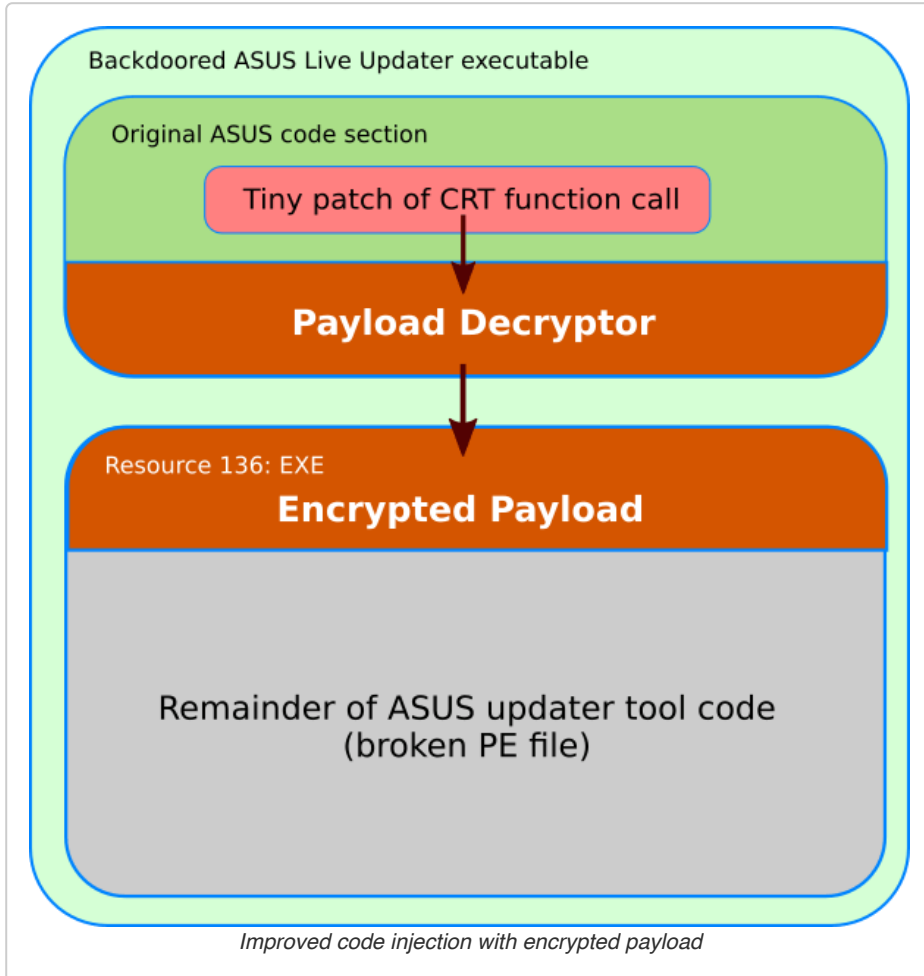 Backdoored ASUS Live Updater executable
Original ASUS code section
Tiny patch of CRT function call
Payload Decryptor
Resource 136: EXE
Encrypted Payload
Remainder of ASUS updater tool code
(broken PE file)
Improved code injection with encrypted payload